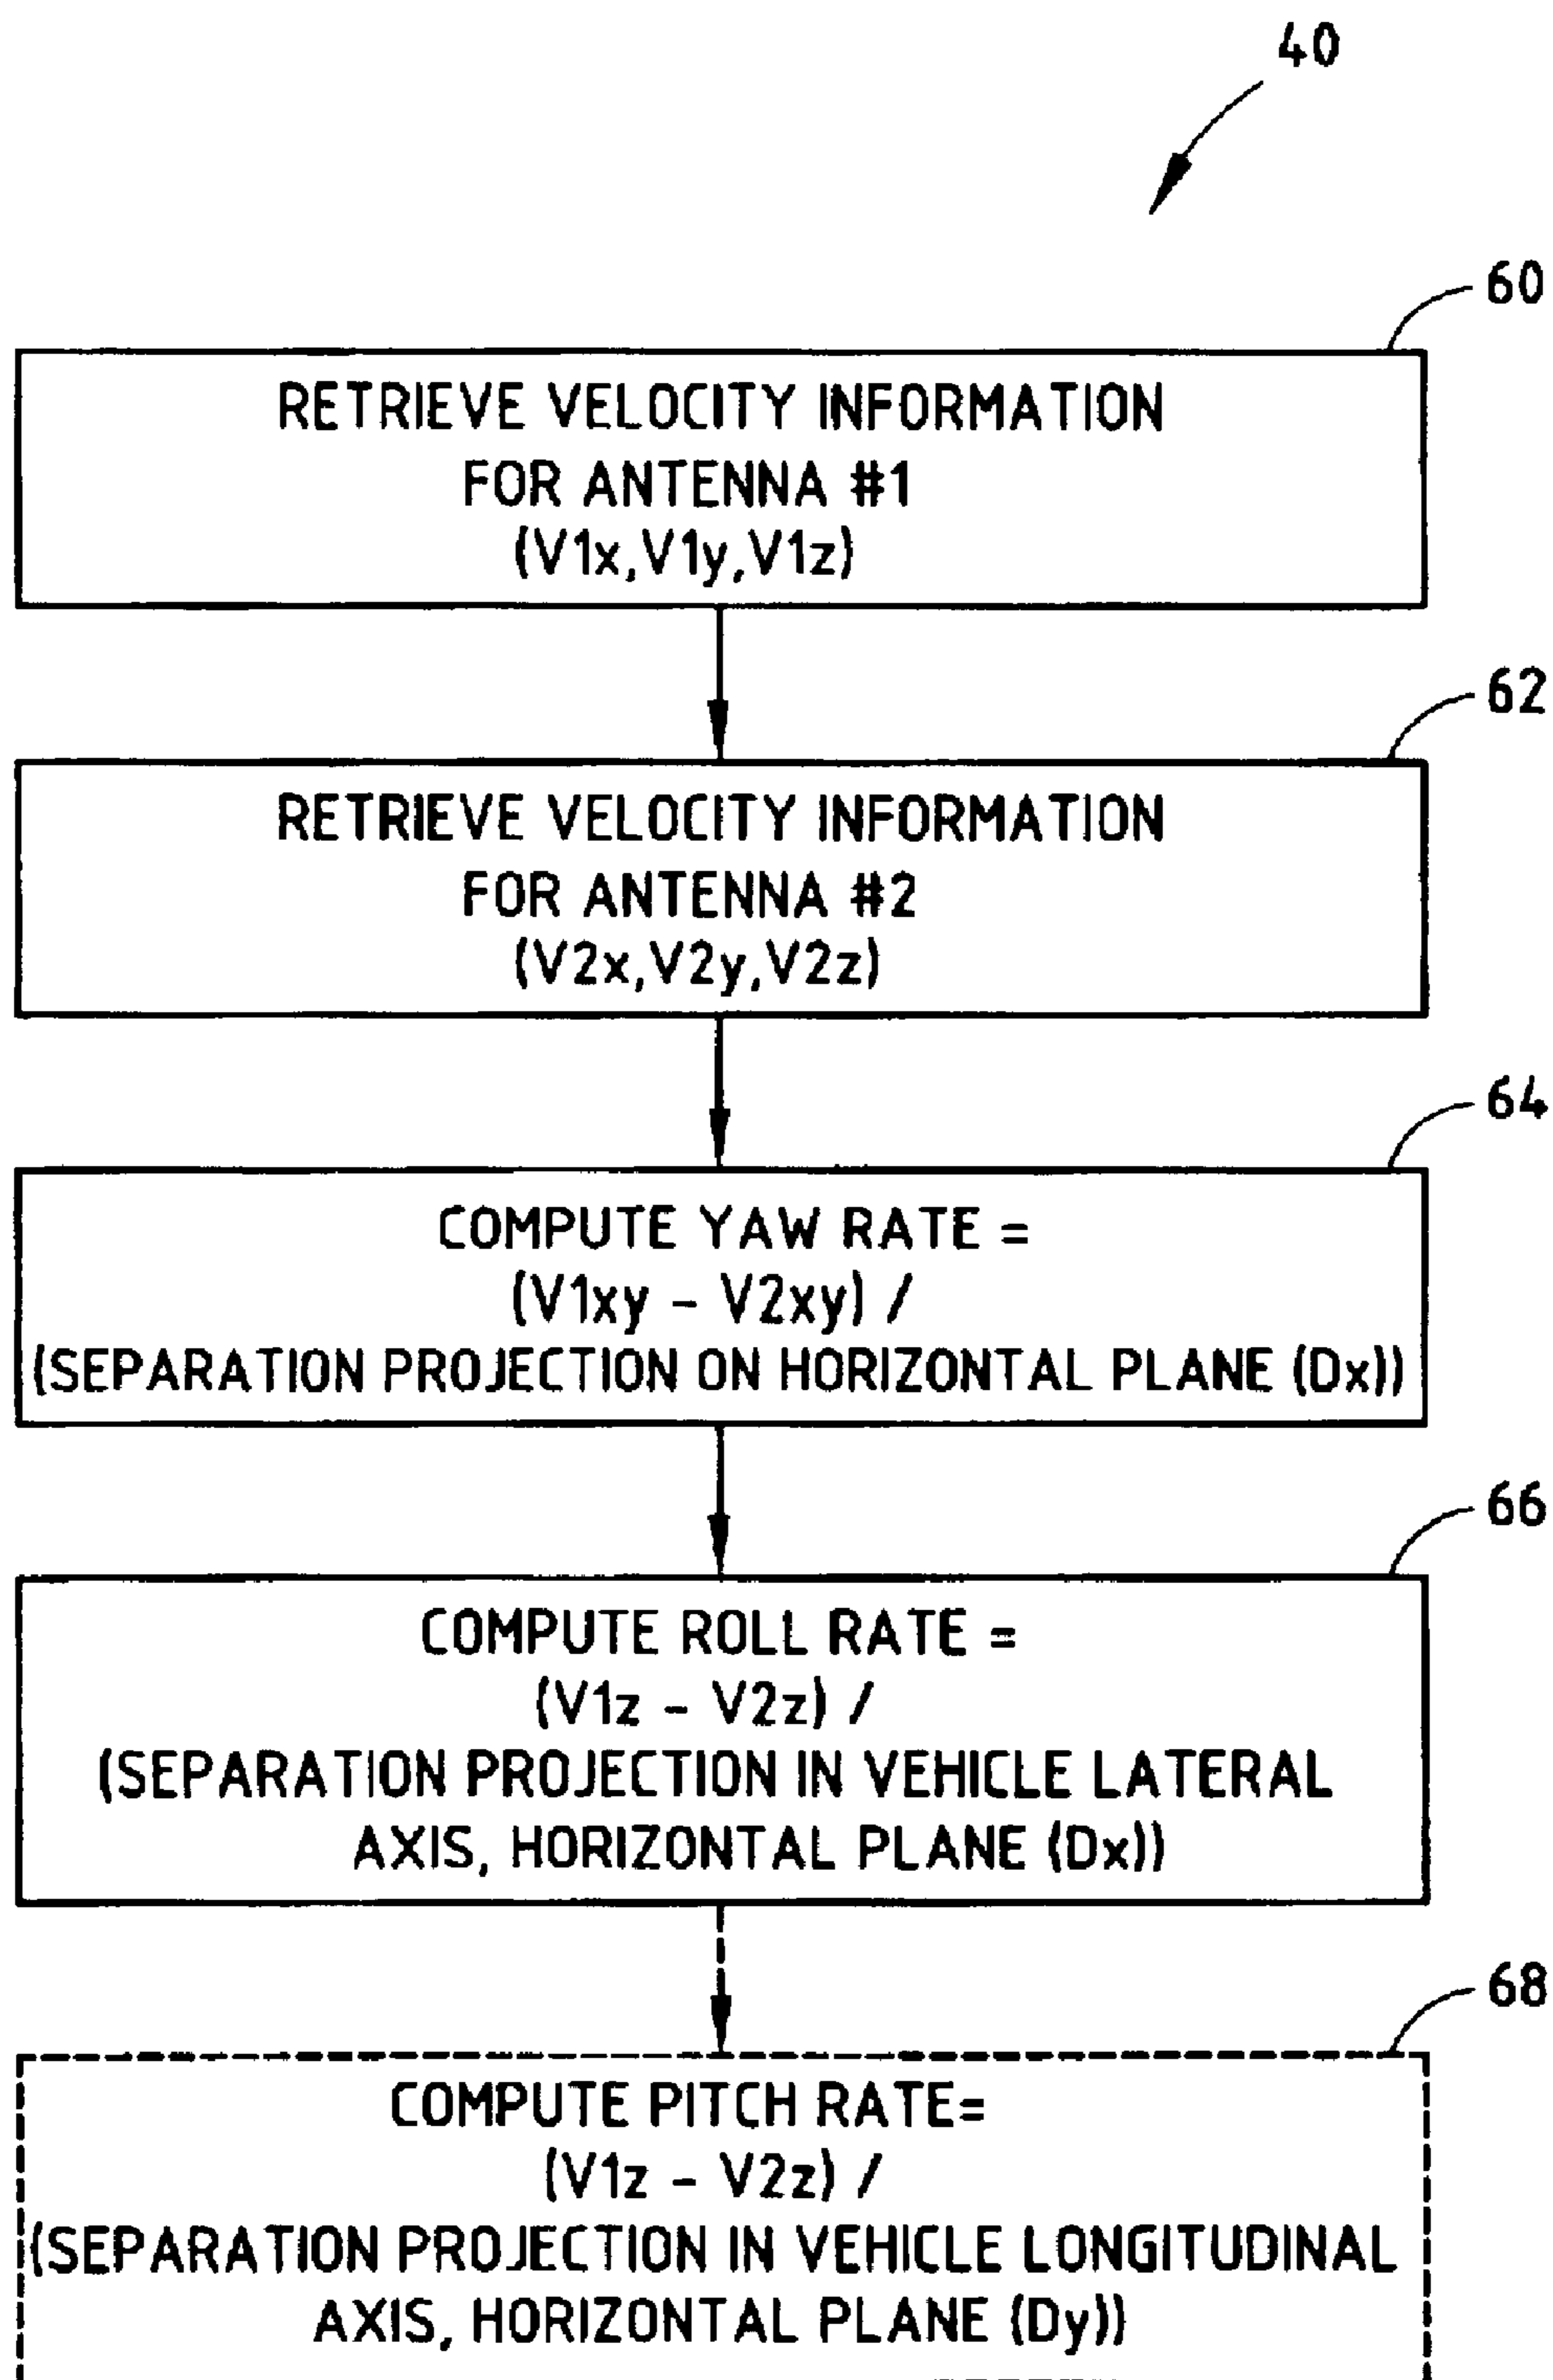 40
60
RETRIEVE VELOCITY INFORMATION
FOR ANTENNA #1
(V1x,V1y,V1z)
62
RETRIEVE VELOCITY INFORMATION
FOR ANTENNA #2
(V2x,V2y,V2z)
64
COMPUTE YAW RATE =
(V1xy - V2xy) /
(SEPARATION PROJECTION ON HORIZONTAL PLANE (Dx))
66
COMPUTE ROLL RATE =
(V1z - V2z) /
(SEPARATION PROJECTION IN VEHICLE LATERAL
AXIS, HORIZONTAL PLANE (Dx))
68
COMPUTE PITCH RATE=
(V1z - V2z) /
(SEPARATION PROJECTION IN VEHICLE LONGITUDINAL
AXIS, HORIZONTAL PLANE (Dy))